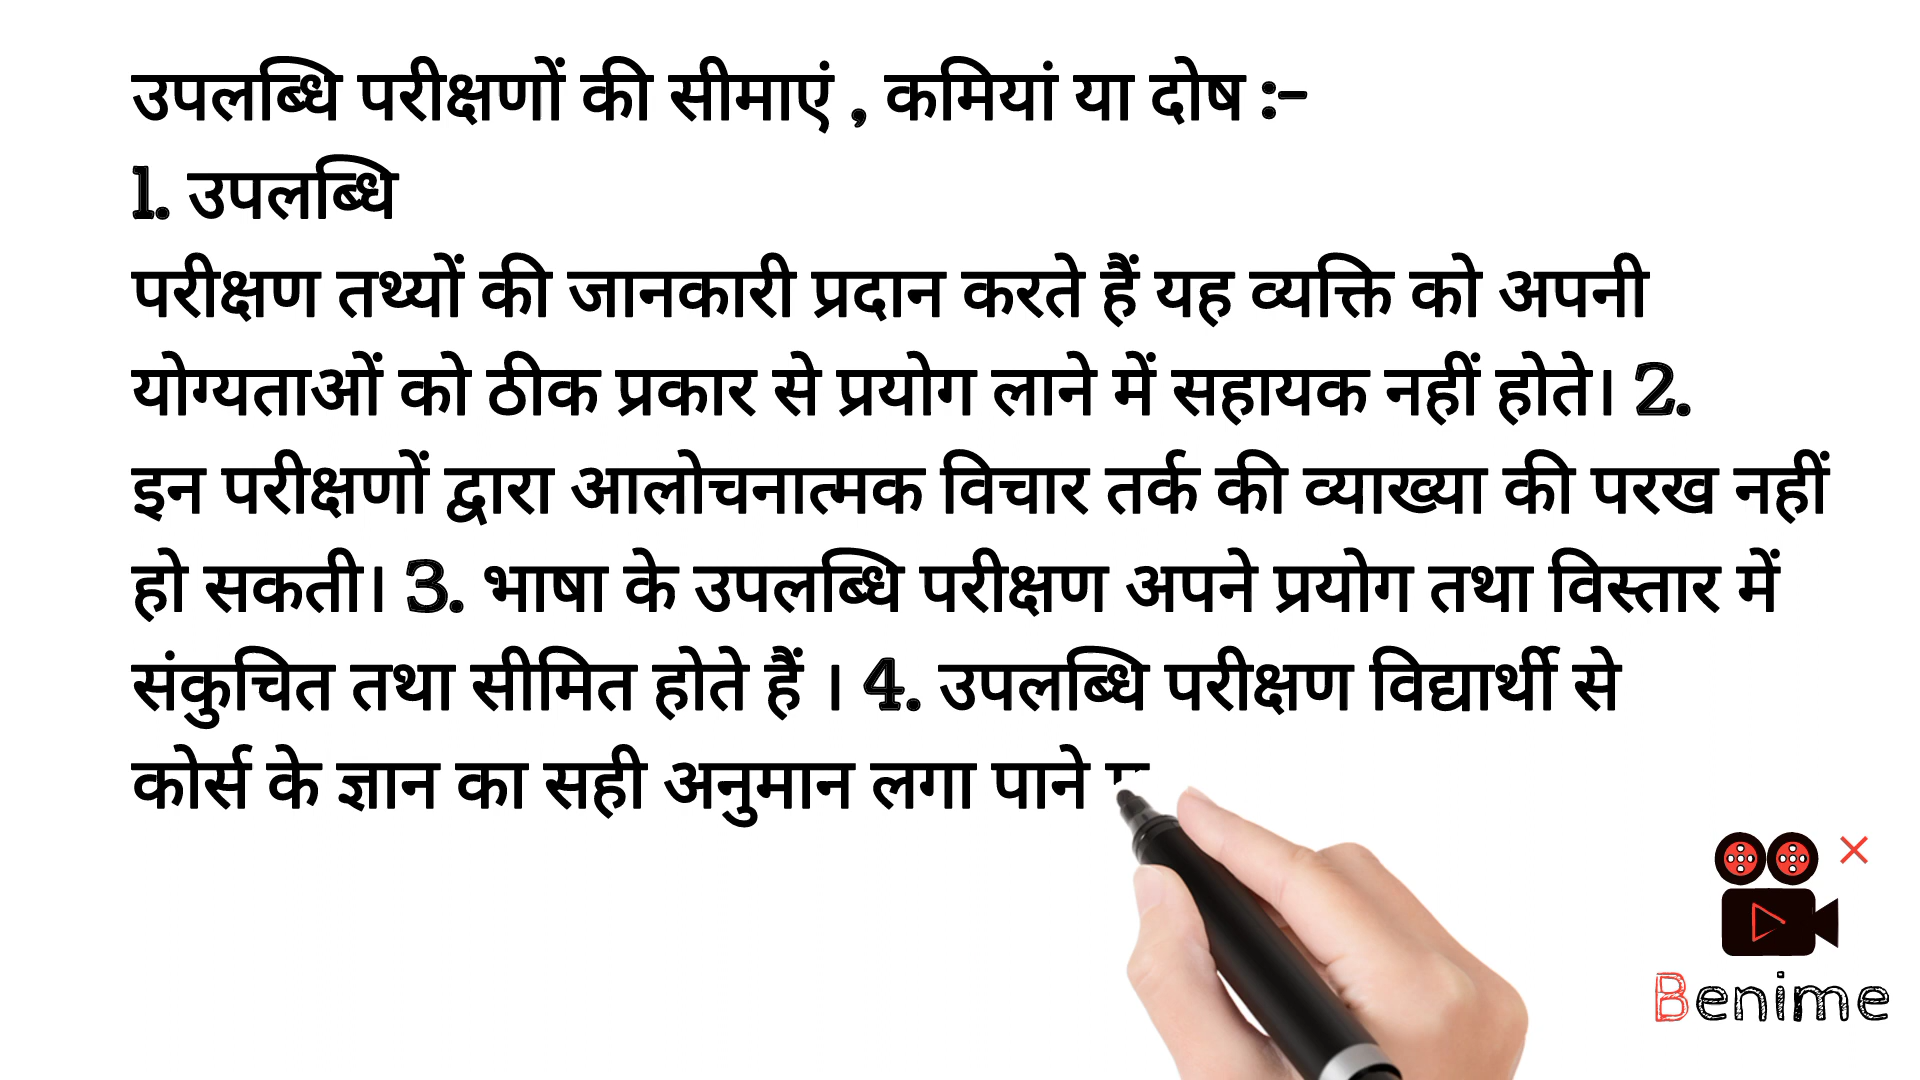 उपलब्धि परीक्षणों की सीमाएं , कमियां या दोष :-
1. उपलब्धि
परीक्षण तथ्यों की जानकारी प्रदान करते हैं यह व्यक्ति को अपनी
योग्यताओं को ठीक प्रकार से प्रयोग लाने में सहायक नहीं होते। 2.
इन परीक्षणों द्वारा आलोचनात्मक विचार तर्क की व्याख्या की परख नहीं
हो सकती। 3. भाषा के उपलब्धि परीक्षण अपने प्रयोग तथा विस्तार में
संकुचित तथा सीमित होते हैं । 4. उपलब्धि परीक्षण विद्यार्थी से
कोर्स के ज्ञान का सही अनुमान लगा पाने
Benime